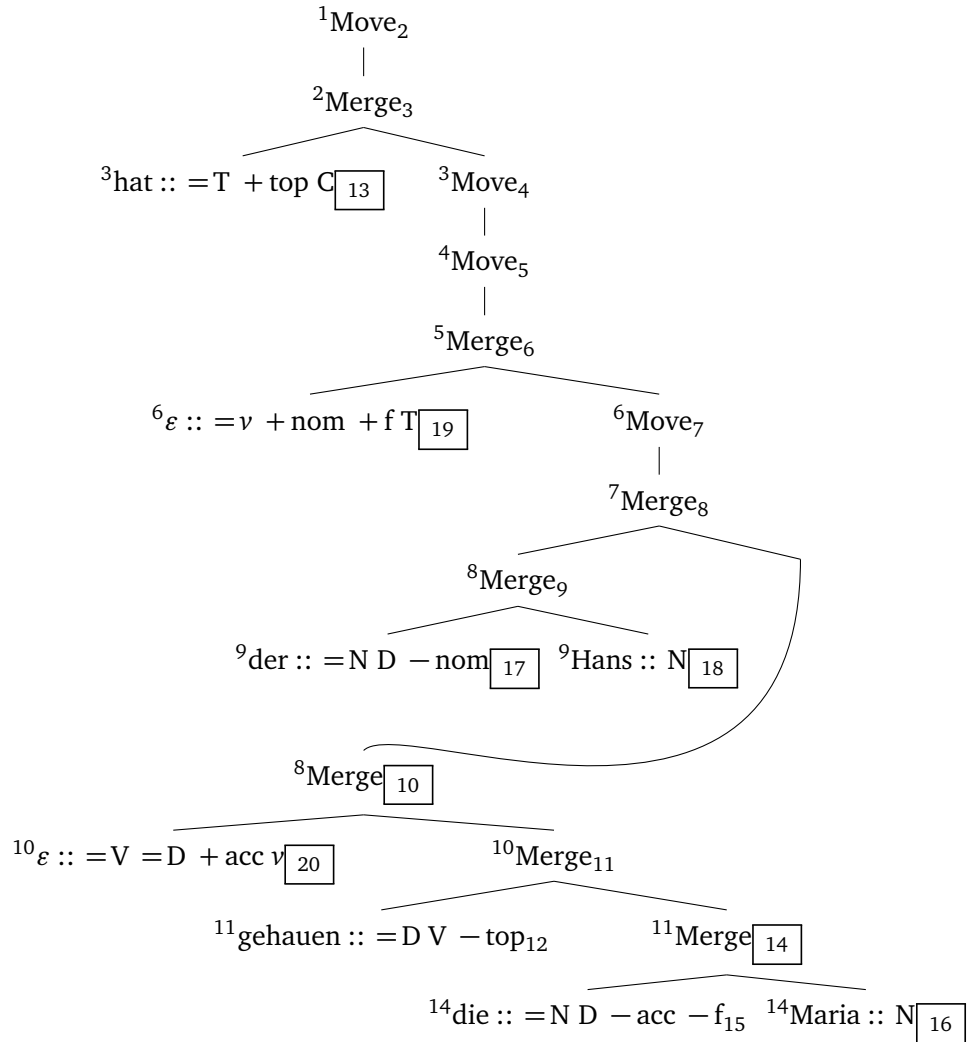 ¹Move₂
²Merge₃
³hat :: =T +top C 13 ³Move₄
⁴Move₅
⁵Merge₆
⁶ε :: =v +nom +f T 19 ⁶Move₇
⁷Merge₈
⁸Merge₉
⁹der :: =N D −nom 17 ⁹Hans :: N 18
⁸Merge 10
¹⁰ε :: =V =D +acc v 20 ¹⁰Merge₁₁
¹¹gehauen :: =D V −top₁₂ ¹¹Merge 14
¹⁴die :: =N D −acc −f₁₅ ¹⁴Maria :: N 16